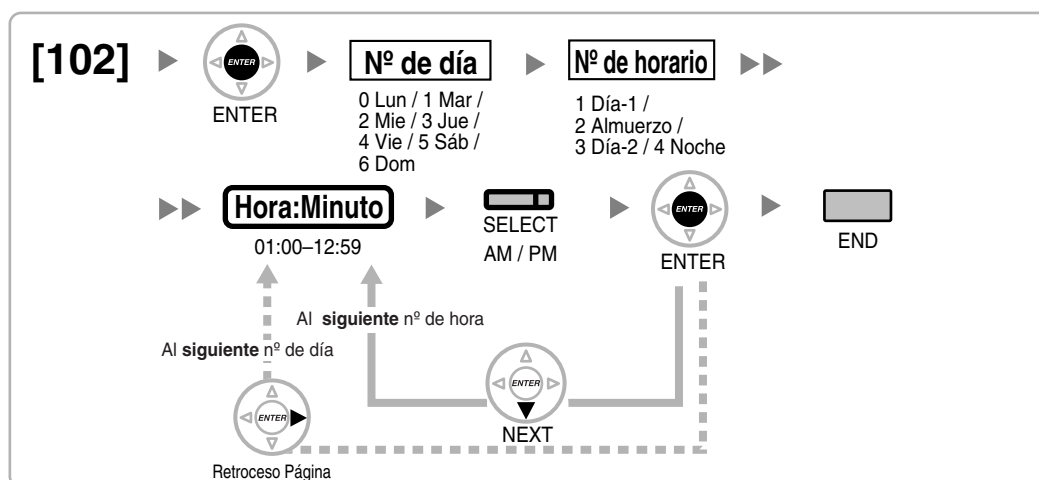 [102]
ENTER
ENTER
Nº de día
0 Lun / 1 Mar /
2 Mie / 3 Jue /
4 Vie / 5 Sáb /
6 Dom
Nº de horario
1 Día-1 /
2 Almuerzo /
3 Día-2 / 4 Noche
Hora:Minuto
01:00–12:59
SELECT
AM / PM
ENTER
ENTER
END
Al siguiente nº de hora
Al siguiente nº de día
ENTER
NEXT
ENTER
Retroceso Página